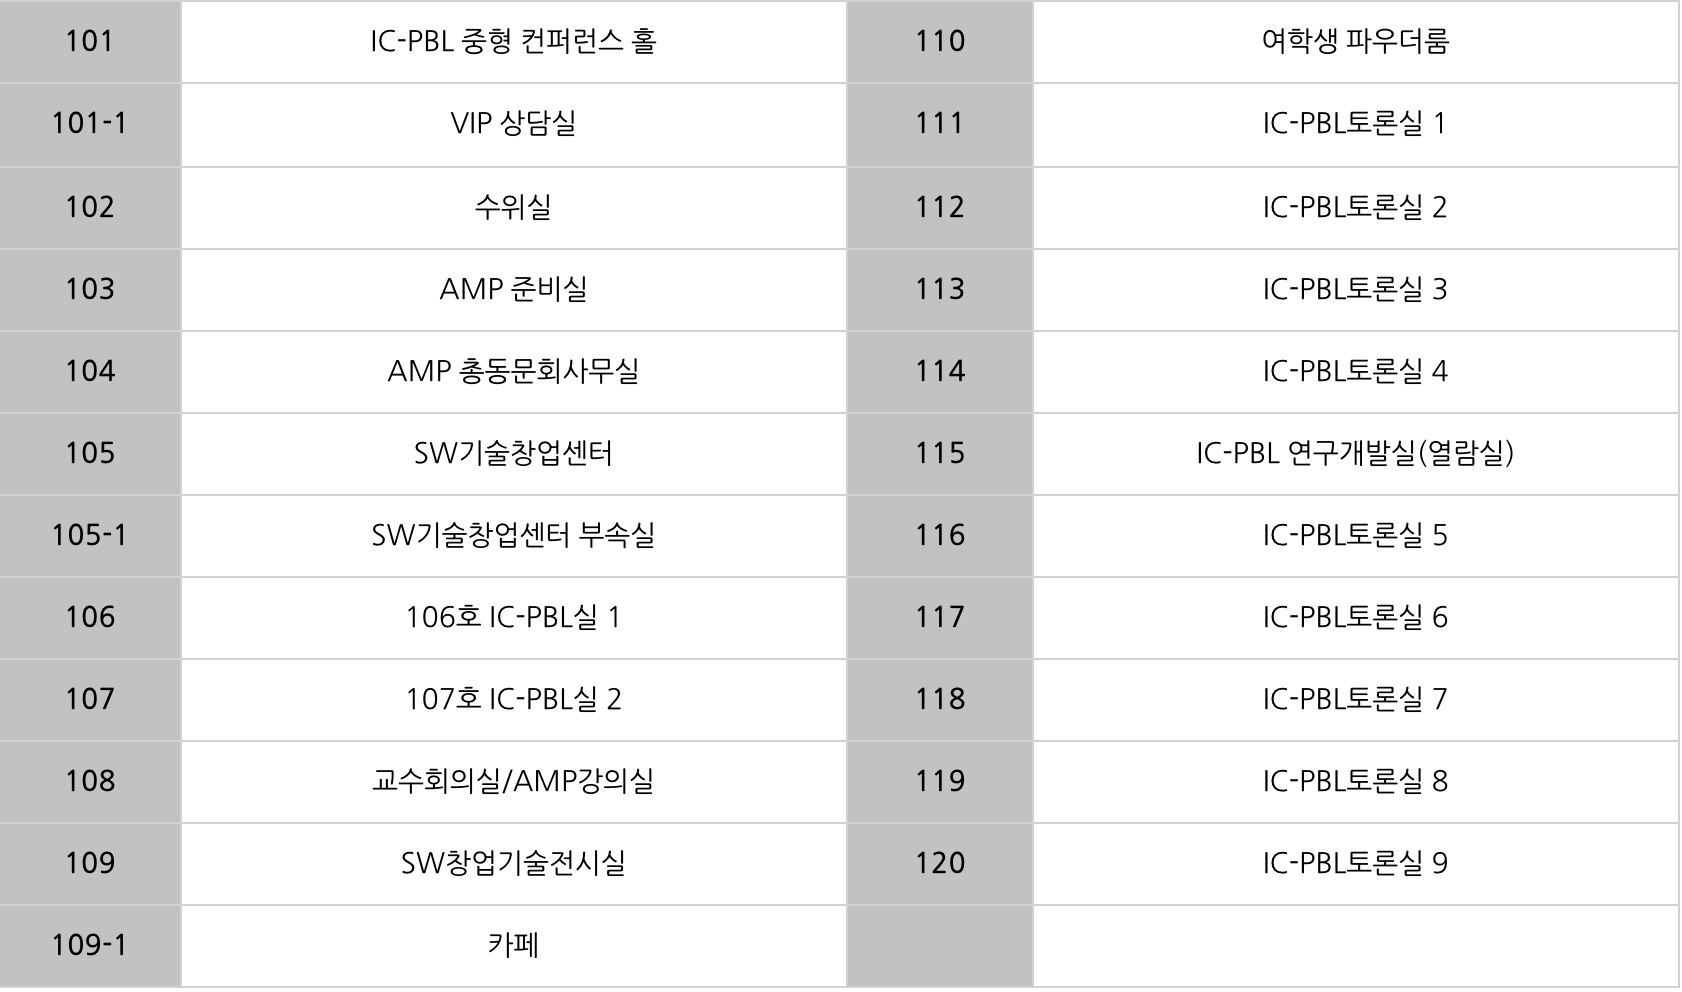 101 IC-PBL 중형 컨퍼런스 홀 110 여학생 파우더룸
101-1 VIP 상담실 111 IC-PBL토론실 1
102 수위실 112 IC-PBL토론실 2
103 AMP 준비실 113 IC-PBL토론실 3
104 AMP 총동문회사무실 114 IC-PBL토론실 4
105 SW기술창업센터 115 IC-PBL 연구개발실(열람실)
105-1 SW기술창업센터 부속실 116 IC-PBL토론실 5
106 106호 IC-PBL실 1 117 IC-PBL토론실 6
107 107호 IC-PBL실 2 118 IC-PBL토론실 7
108 교수회의실/AMP강의실 119 IC-PBL토론실 8
109 SW창업기술전시실 120 IC-PBL토론실 9
109-1 카페